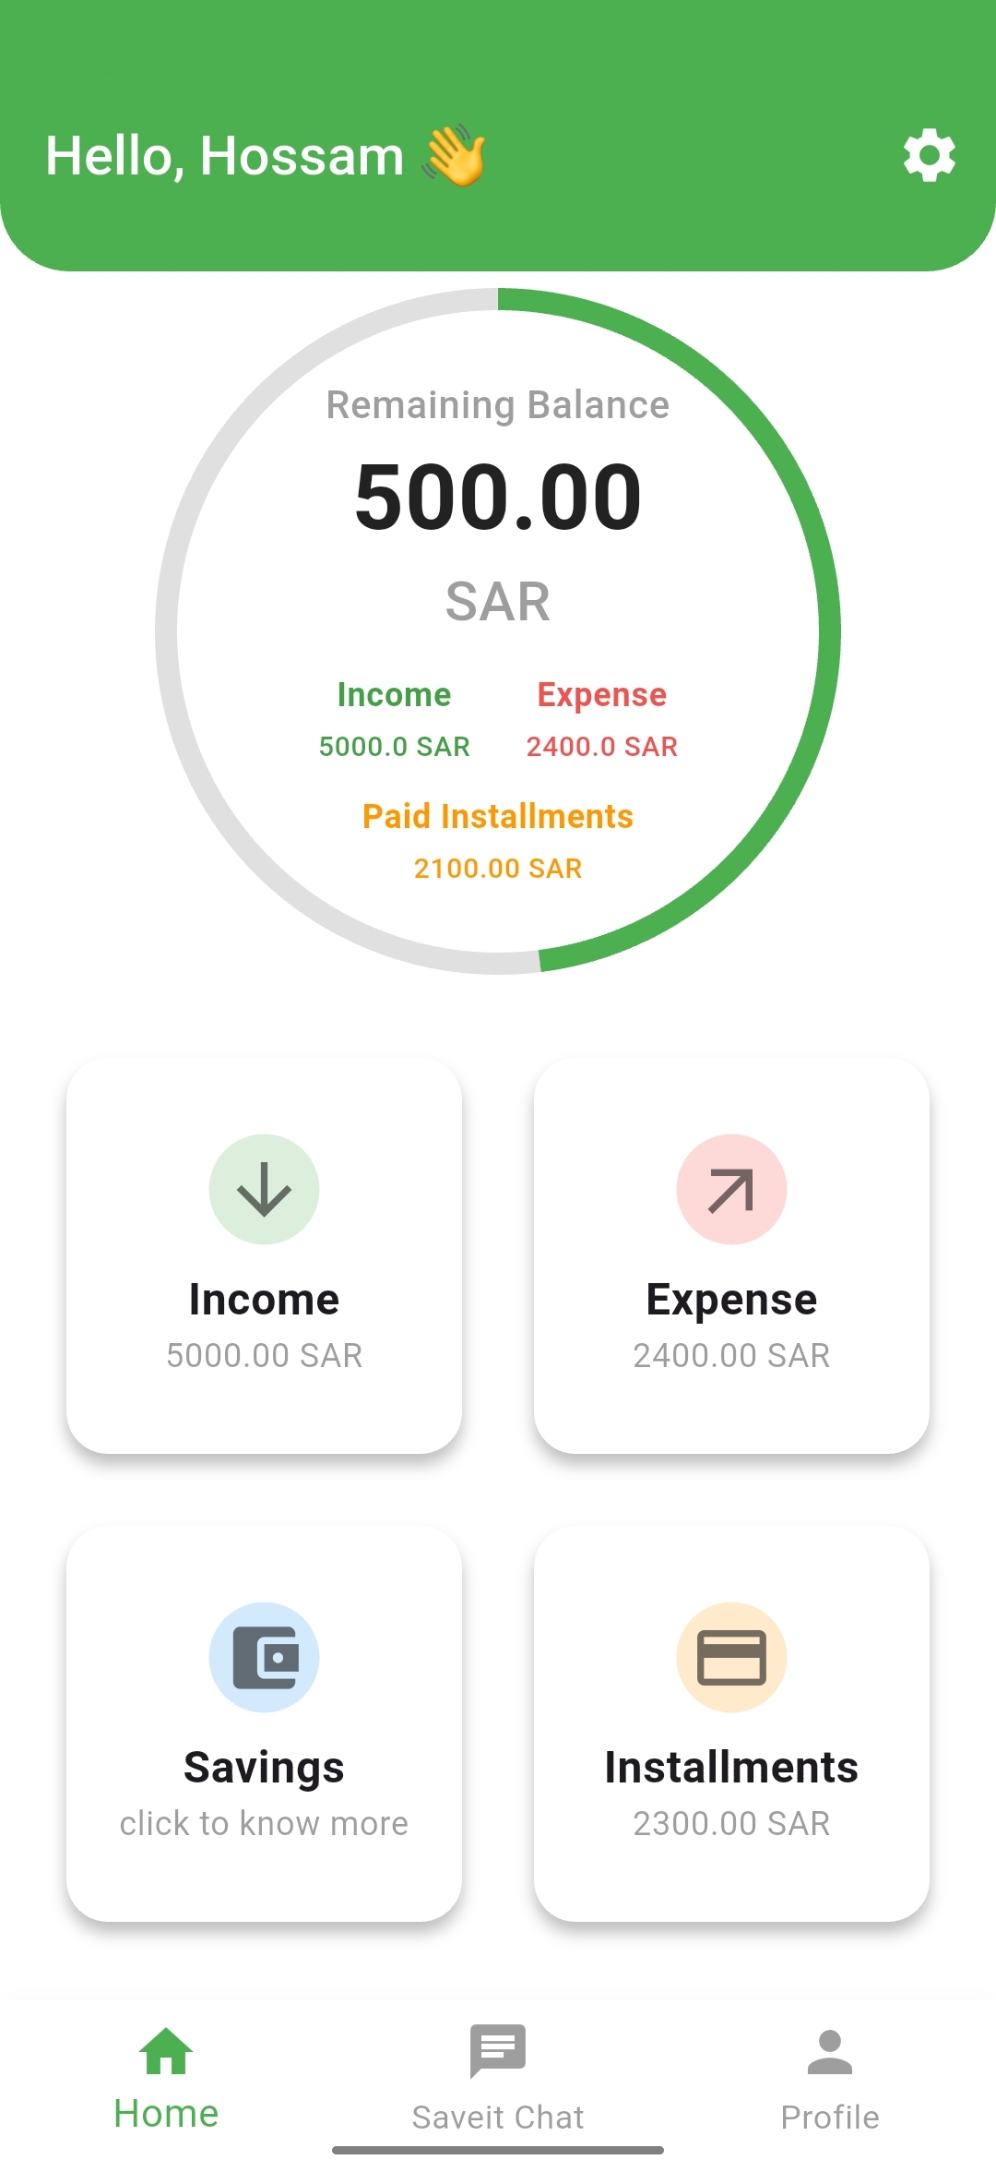 Hello, Hossam 👋
Remaining Balance
500.00
SAR
Income Expense
5000.0 SAR 2400.0 SAR
Paid Installments
2100.00 SAR
Income Expense
5000.00 SAR 2400.00 SAR
Savings Installments
click to know more 2300.00 SAR
Home Saveit Chat Profile